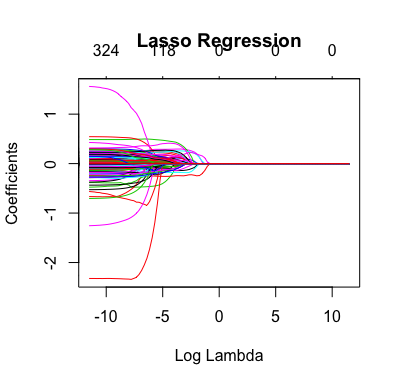 Lasso Regression
324 118 0 0 0
Coefficients
1
0
-1
-2
-10 -5 0 5 10
Log Lambda